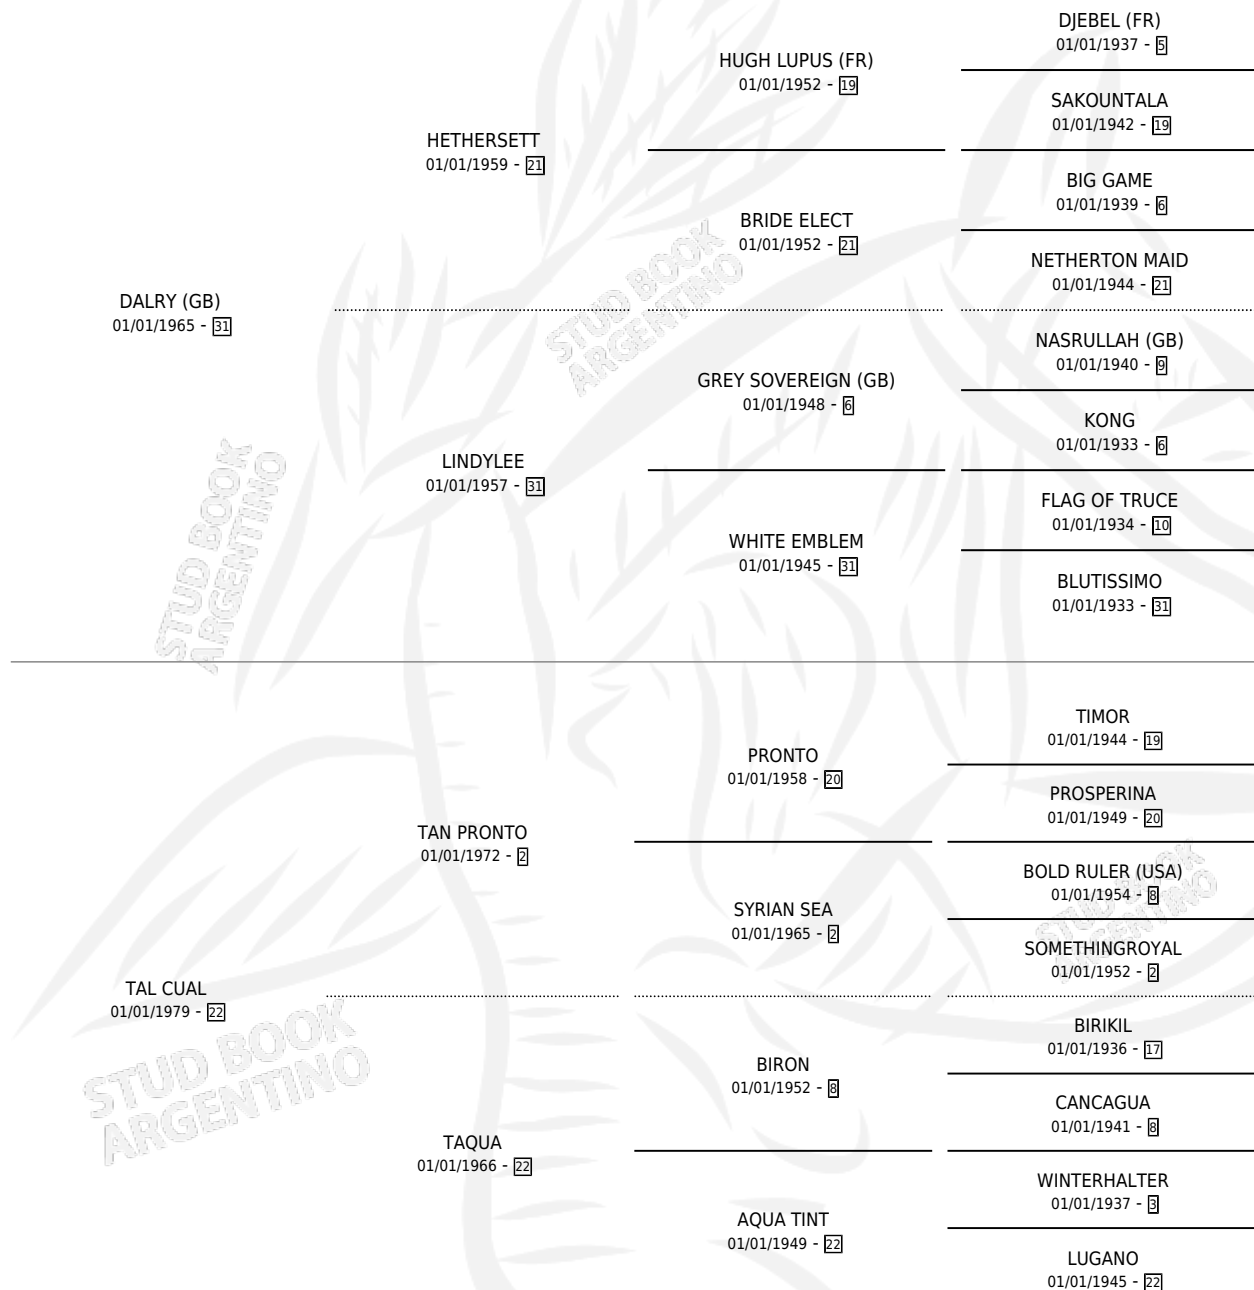 DJEBEL (FR)
01/01/1937 - 5
HUGH LUPUS (FR)
01/01/1952 - 19
SAKOUNTALA
01/01/1942 - 19
HETHERSETT
01/01/1959 - 21
BIG GAME
01/01/1939 - 6
BRIDE ELECT
01/01/1952 - 21
NETHERTON MAID
01/01/1944 - 21
DALRY (GB)
01/01/1965 - 31
STUD BOOK
ARGENTINO
NASRULLAH (GB)
01/01/1940 - 9
GREY SOVEREIGN (GB)
01/01/1948 - 6
KONG
01/01/1933 - 6
LINDYLEE
01/01/1957 - 31
FLAG OF TRUCE
01/01/1934 - 10
WHITE EMBLEM
01/01/1945 - 31
BLUTISSIMO
01/01/1933 - 31
STUD BOOK
ARGENTINO
TIMOR
01/01/1944 - 19
PRONTO
01/01/1958 - 20
PROSPERINA
01/01/1949 - 20
TAN PRONTO
01/01/1972 - 2
BOLD RULER (USA)
01/01/1954 - 8
SYRIAN SEA
01/01/1965 - 2
SOMETHINGROYAL
01/01/1952 - 2
STUD BOOK
ARGENTINO
TAL CUAL
01/01/1979 - 22
BIRIKIL
01/01/1936 - 17
BIRON
01/01/1952 - 8
CANCAGUA
01/01/1941 - 8
STUD BOOK
ARGENTINO
TAQUA
01/01/1966 - 22
WINTERHALTER
01/01/1937 - 3
AQUA TINT
01/01/1949 - 22
LUGANO
01/01/1945 - 22